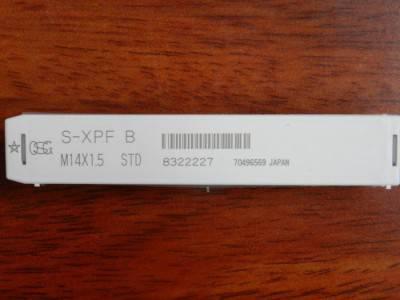 OSG
S-XPF B
M14X1.5 STD
8322227 70496569 JAPAN